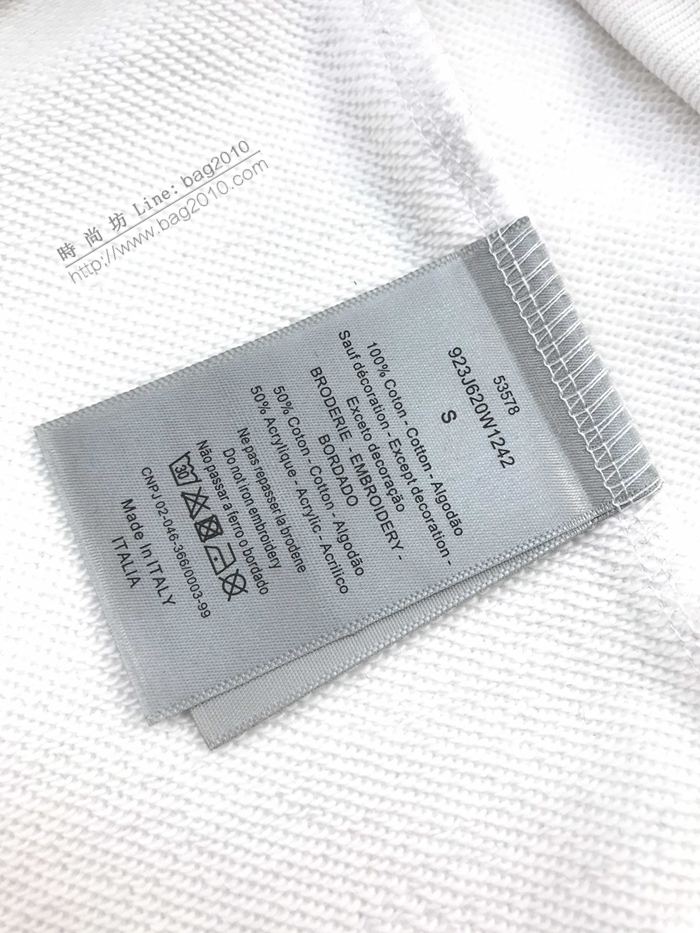 時尚坊 Line: bag2010
http://www.bag2010.com
53578
923J620W1242
S
100% Coton - Cotton - Algodão
Sauf décoration - Except decoration -
Exceto decoração
BRODERIE - EMBROIDERY -
BORDADO
50% Coton - Cotton - Algodão
50% Acrylique - Acrylic - Acrilico
Ne pas repasser la broderie
Do not iron embroidery
Não passar a ferro o bordado
30
CNPJ 02-046-366/0003-99
Made In ITALY
ITALIA